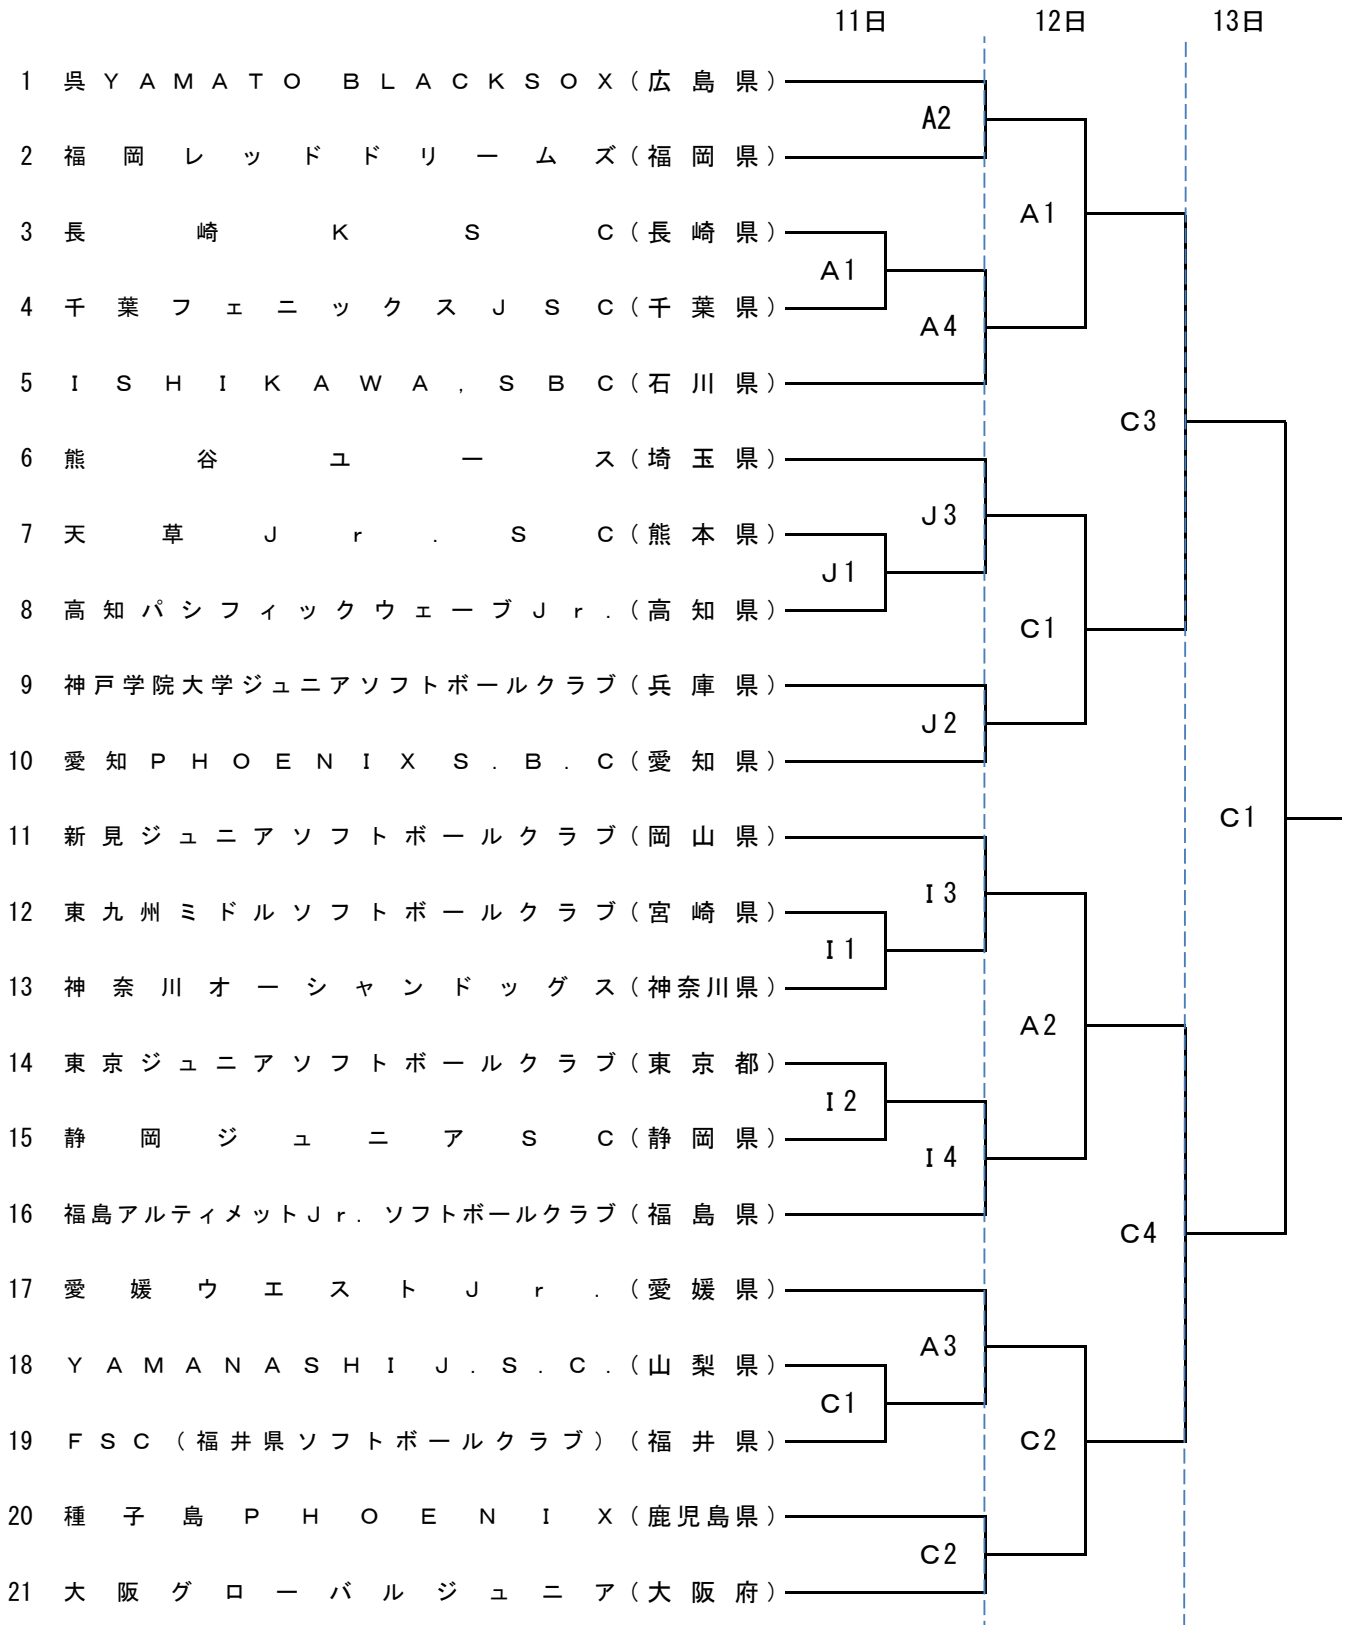 11日 12日 13日
1 呉YAMATO BLACKSOX(広島県)
A2
2 福岡レッドドリームズ(福岡県)
A1
3 長崎KSC(長崎県)
A1
4 千葉フェニックスJSC(千葉県)
A4
5 ISHIKAWA,SBC(石川県)
C3
6 熊谷ユース(埼玉県)
J3
7 天草Jr.SC(熊本県)
J1
8 高知パシフィックウェーブJr.(高知県)
C1
9 神戸学院大学ジュニアソフトボールクラブ(兵庫県)
J2
10 愛知PHOENIX S.B.C(愛知県)
C1
11 新見ジュニアソフトボールクラブ(岡山県)
I3
12 東九州ミドルソフトボールクラブ(宮崎県)
I1
13 神奈川オーシャンドッグス(神奈川県)
A2
14 東京ジュニアソフトボールクラブ(東京都)
I2
15 静岡ジュニアSC(静岡県)
I4
16 福島アルティメットJr. ソフトボールクラブ(福島県)
C4
17 愛媛ウエストJr.(愛媛県)
A3
18 YAMANASHI J.S.C.(山梨県)
C1
19 FSC(福井県ソフトボールクラブ)(福井県)
C2
20 種子島PHOENIX(鹿児島県)
C2
21 大阪グローバルジュニア(大阪府)